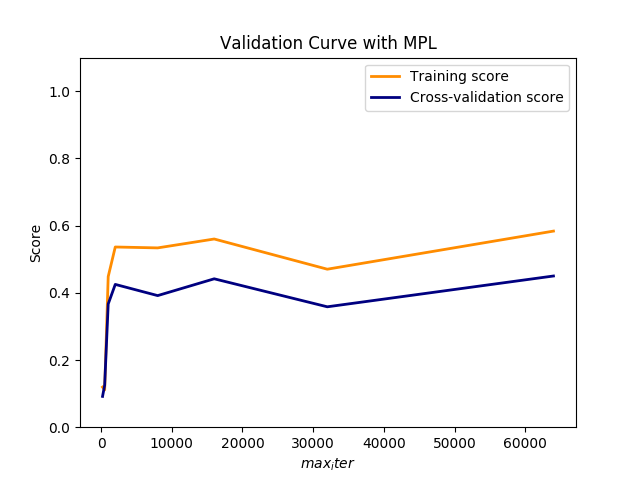 Validation Curve with MPL
Training score
Cross-validation score
1.0
0.8
0.6
0.4
0.2
0.0
Score
0
10000
20000
30000
40000
50000
60000
max_iter